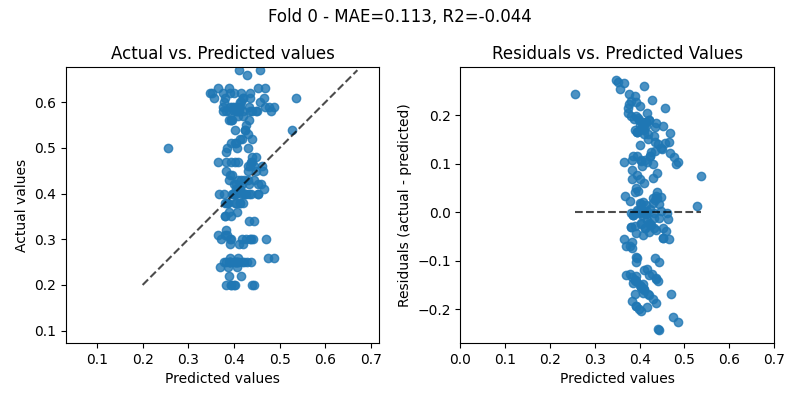 Fold 0 - MAE=0.113, R2=-0.044
Actual vs. Predicted values
Residuals vs. Predicted Values
Actual values
0.6
0.5
0.4
0.3
0.2
0.1
0.1 0.2 0.3 0.4 0.5 0.6 0.7
Predicted values
Residuals (actual - predicted)
0.2
0.1
0.0
−0.1
−0.2
0.0 0.1 0.2 0.3 0.4 0.5 0.6 0.7
Predicted values